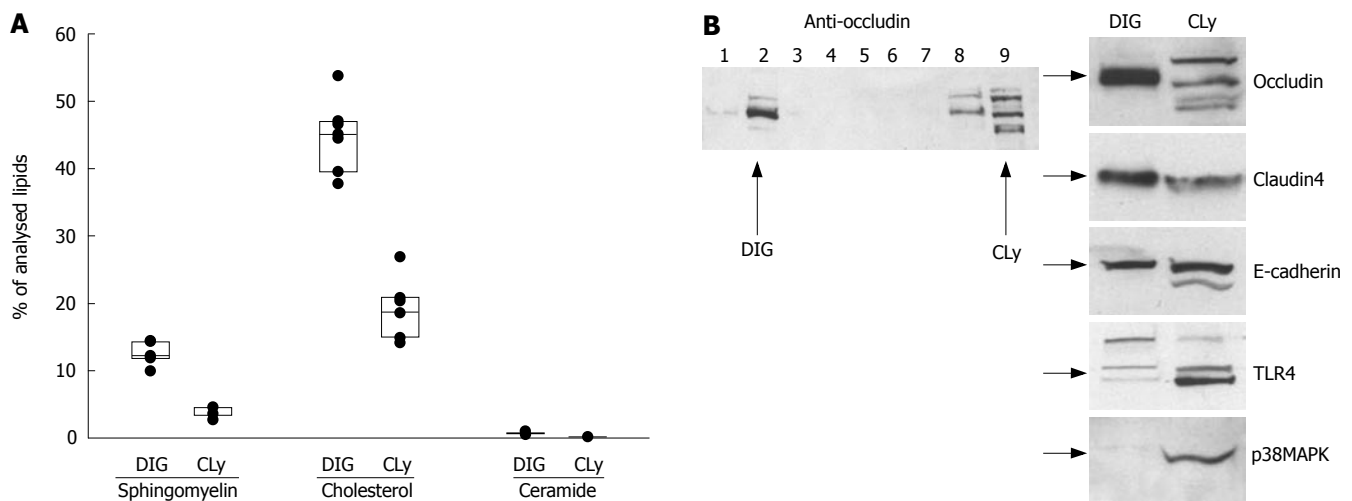 A
60
50
40
30
20
10
0
% of analysed lipids
DIG CLy DIG CLy DIG CLy
Sphingomyelin Cholesterol Ceramide
B
Anti-occludin
1 2 3 4 5 6 7 8 9
DIG CLy
DIG CLy
Occludin
Claudin4
E-cadherin
TLR4
p38MAPK